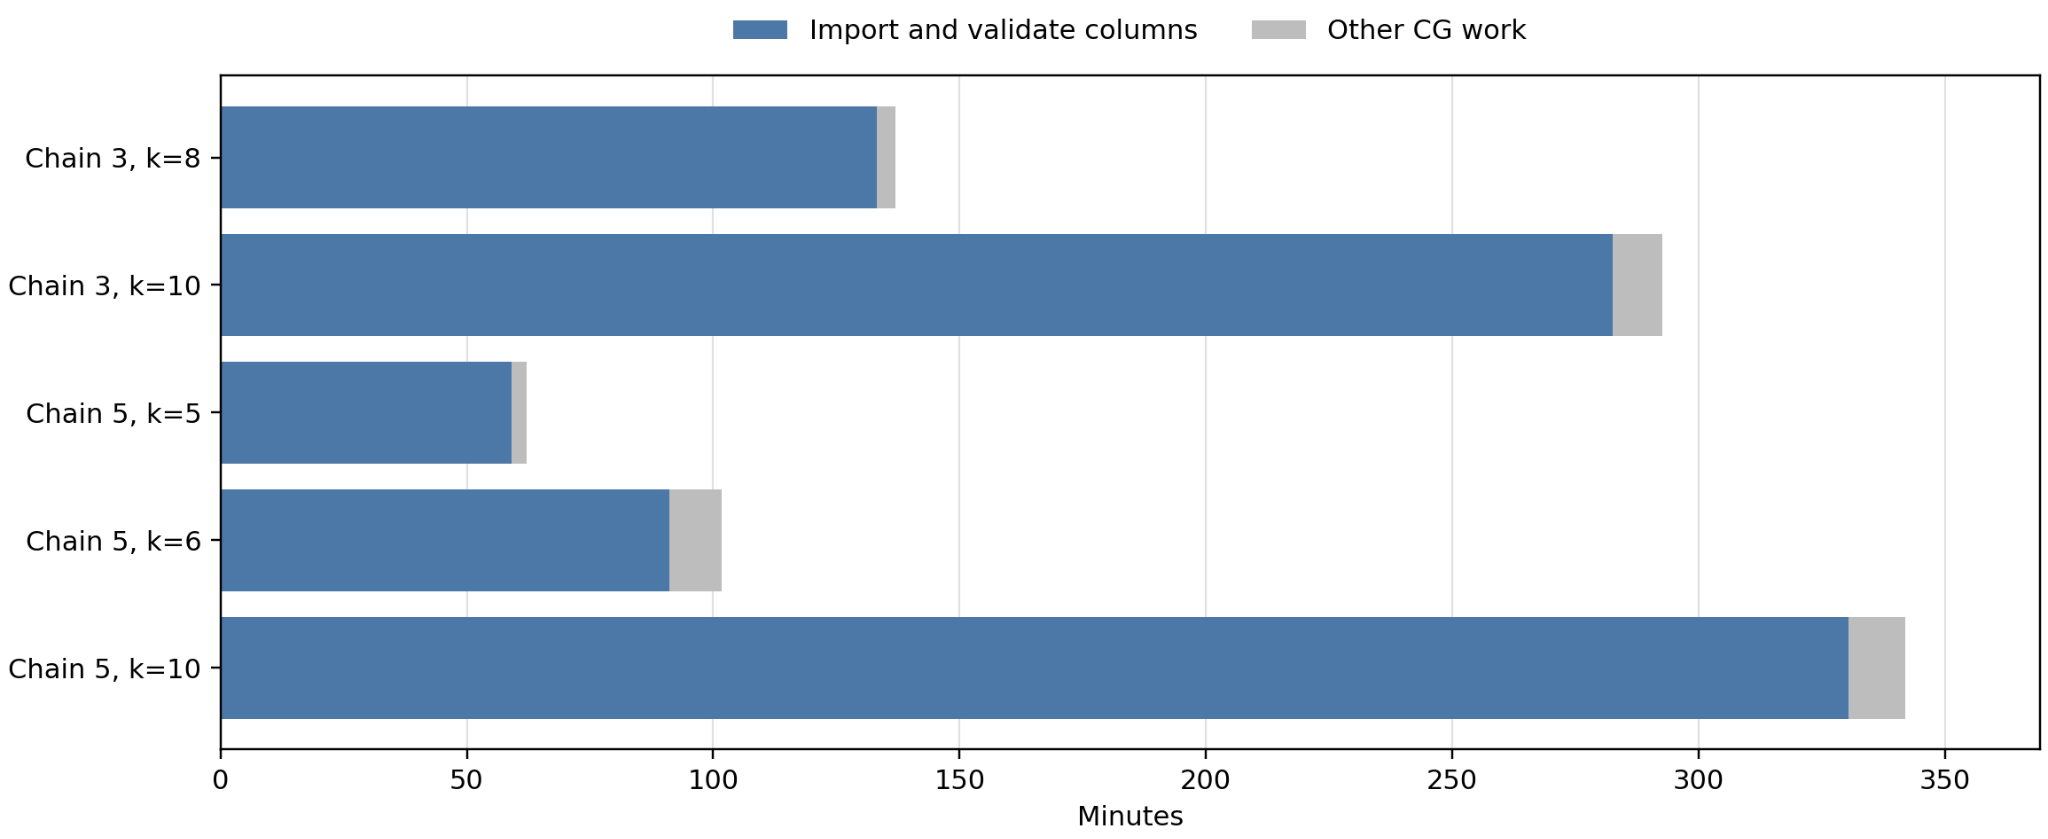 Import and validate columns
Other CG work
Chain 3, k=8
Chain 3, k=10
Chain 5, k=5
Chain 5, k=6
Chain 5, k=10
0 50 100 150 200 250 300 350
Minutes